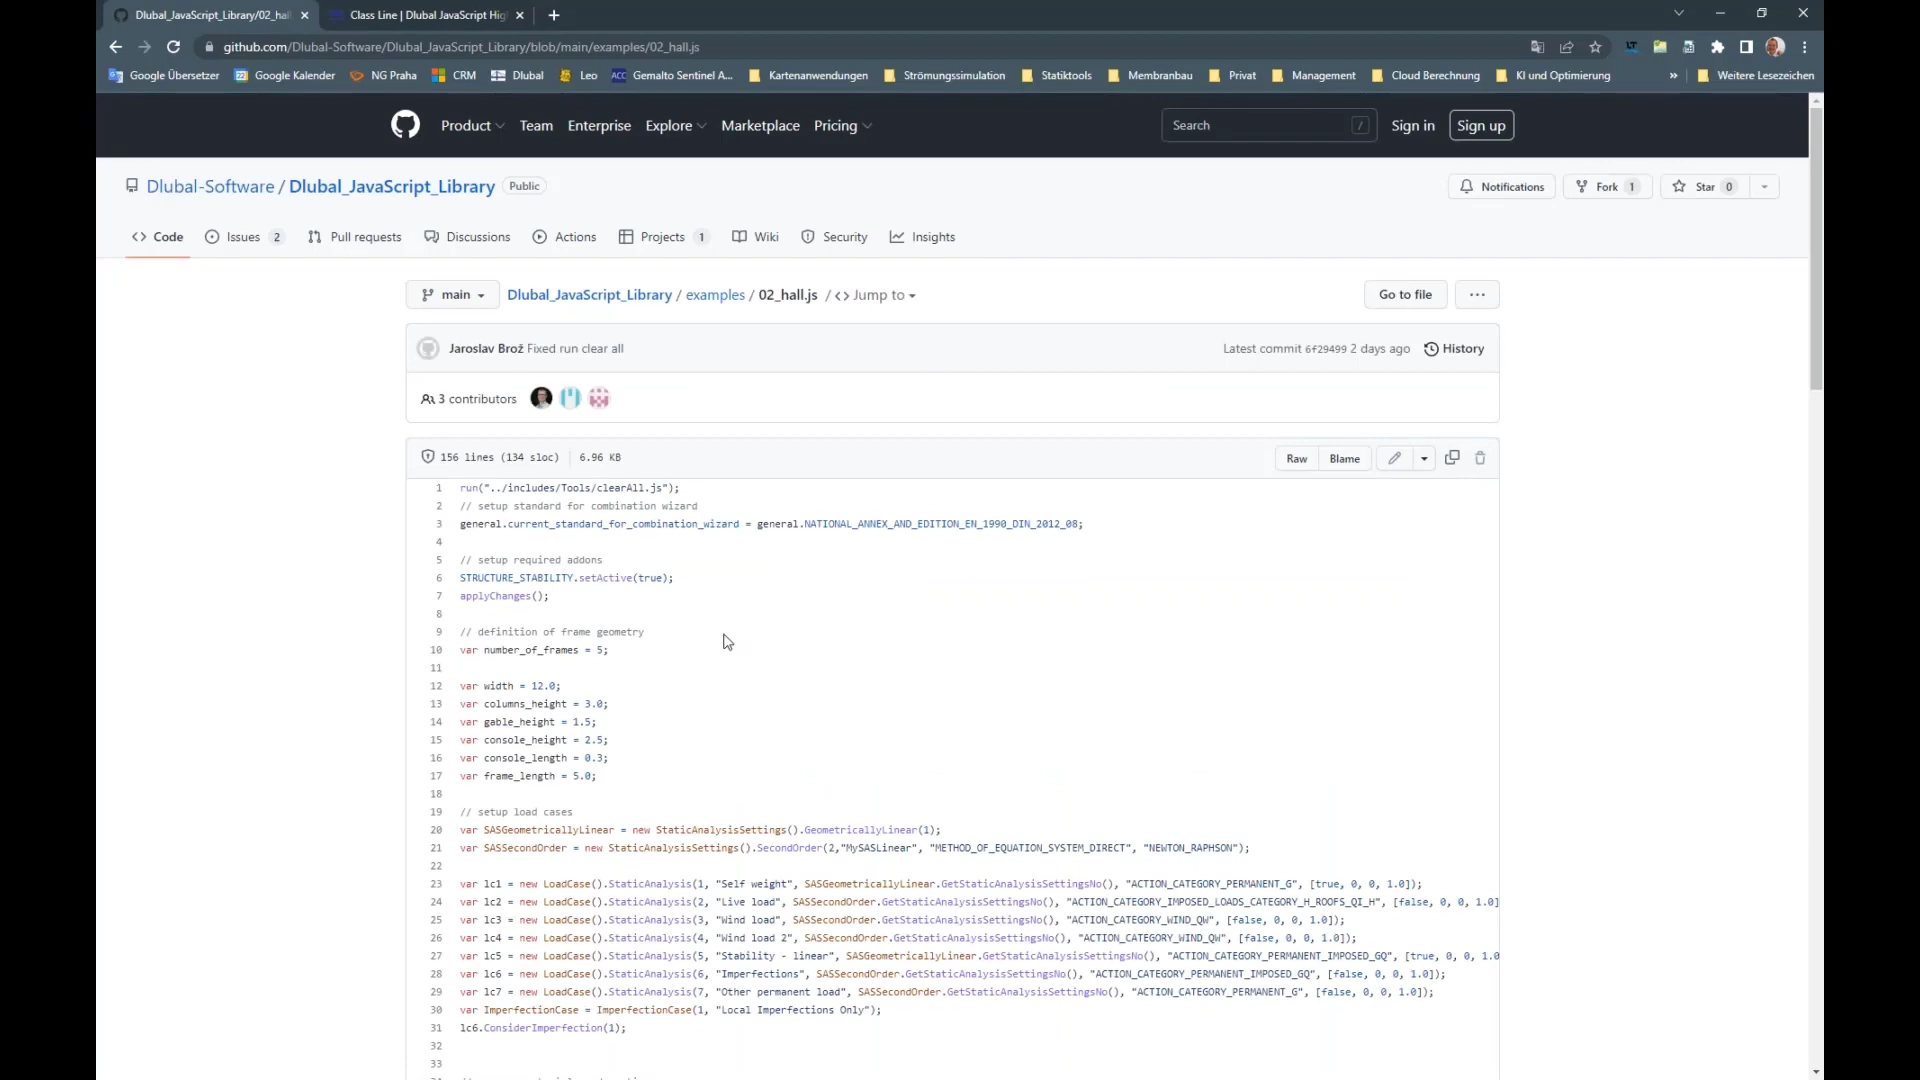 Dlubal_JavaScript_Library/02_hal
Class Line | Dlubal JavaScript Hig
github.com/Dlubal-Software/Dlubal_JavaScript_Library/blob/main/examples/02_hall.js
Google Übersetzer
Google Kalender
NG Praha
CRM
Dlubal
Leo
Gemalto Sentinel A...
Kartenanwendungen
Strömungssimulation
Statiktools
Membranbau
Privat
Management
Cloud Berechnung
KI und Optimierung
»
Weitere Lesezeichen
Product
Team
Enterprise
Explore
Marketplace
Pricing
Search
/
Sign in
Sign up
Dlubal-Software / Dlubal_JavaScript_Library
Public
Notifications
Fork 1
Star 0
Code
Issues 2
Pull requests
Discussions
Actions
Projects 1
Wiki
Security
Insights
main
Dlubal_JavaScript_Library / examples / 02_hall.js / <> Jump to
Go to file
...
Jaroslav Brož Fixed run clear all
Latest commit 6f29499 2 days ago
History
3 contributors
156 lines (134 sloc)
6.96 KB
Raw
Blame
1 run("../includes/Tools/clearAll.js");
2 // setup standard for combination wizard
3 general.current_standard_for_combination_wizard = general.NATIONAL_ANNEX_AND_EDITION_EN_1990_DIN_2012_08;
4
5 // setup required addons
6 STRUCTURE_STABILITY.setActive(true);
7 applyChanges();
8
9 // definition of frame geometry
10 var number_of_frames = 5;
11
12 var width = 12.0;
13 var columns_height = 3.0;
14 var gable_height = 1.5;
15 var console_height = 2.5;
16 var console_length = 0.3;
17 var frame_length = 5.0;
18
19 // setup load cases
20 var SASGeometricallyLinear = new StaticAnalysisSettings().GeometricallyLinear(1);
21 var SASSecondOrder = new StaticAnalysisSettings().SecondOrder(2,"MySASLinear", "METHOD_OF_EQUATION_SYSTEM_DIRECT", "NEWTON_RAPHSON");
22
23 var lc1 = new LoadCase().StaticAnalysis(1, "Self weight", SASGeometricallyLinear.GetStaticAnalysisSettingsNo(), "ACTION_CATEGORY_PERMANENT_G", [true, 0, 0, 1.0]);
24 var lc2 = new LoadCase().StaticAnalysis(2, "Live load", SASSecondOrder.GetStaticAnalysisSettingsNo(), "ACTION_CATEGORY_IMPOSED_LOADS_CATEGORY_H_ROOFS_QI_H", [false, 0, 0, 1.0]
25 var lc3 = new LoadCase().StaticAnalysis(3, "Wind load", SASSecondOrder.GetStaticAnalysisSettingsNo(), "ACTION_CATEGORY_WIND_QW", [false, 0, 0, 1.0]);
26 var lc4 = new LoadCase().StaticAnalysis(4, "Wind load 2", SASSecondOrder.GetStaticAnalysisSettingsNo(), "ACTION_CATEGORY_WIND_QW", [false, 0, 0, 1.0]);
27 var lc5 = new LoadCase().StaticAnalysis(5, "Stability - linear", SASGeometricallyLinear.GetStaticAnalysisSettingsNo(), "ACTION_CATEGORY_PERMANENT_IMPOSED_GQ", [true, 0, 0, 1.0
28 var lc6 = new LoadCase().StaticAnalysis(6, "Imperfections", SASSecondOrder.GetStaticAnalysisSettingsNo(), "ACTION_CATEGORY_PERMANENT_IMPOSED_GQ", [false, 0, 0, 1.0]);
29 var lc7 = new LoadCase().StaticAnalysis(7, "Other permanent load", SASSecondOrder.GetStaticAnalysisSettingsNo(), "ACTION_CATEGORY_PERMANENT_G", [false, 0, 0, 1.0]);
30 var ImperfectionCase = ImperfectionCase(1, "Local Imperfections Only");
31 lc6.ConsiderImperfection(1);
32
33